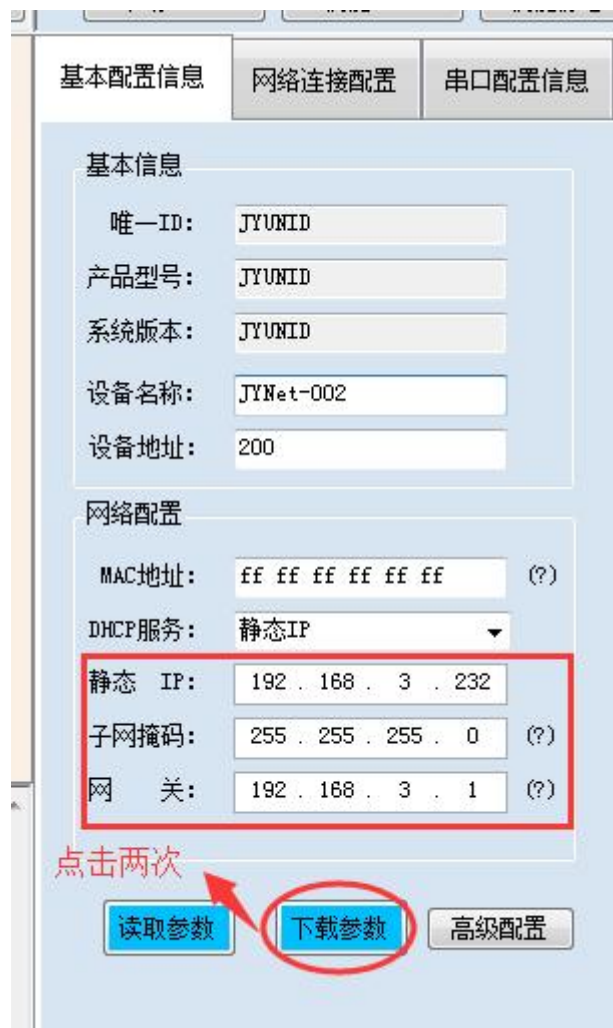 基本配置信息 网络连接配置 串口配置信息
基本信息
唯一ID: JYUNID
产品型号: JYUNID
系统版本: JYUNID
设备名称: JYNet-002
设备地址: 200
网络配置
MAC地址: ff ff ff ff ff ff (?)
DHCP服务: 静态IP
静态 IP: 192 . 168 . 3 . 232
子网掩码: 255 . 255 . 255 . 0 (?)
网 关: 192 . 168 . 3 . 1 (?)
点击两次
读取参数 下载参数 高级配置